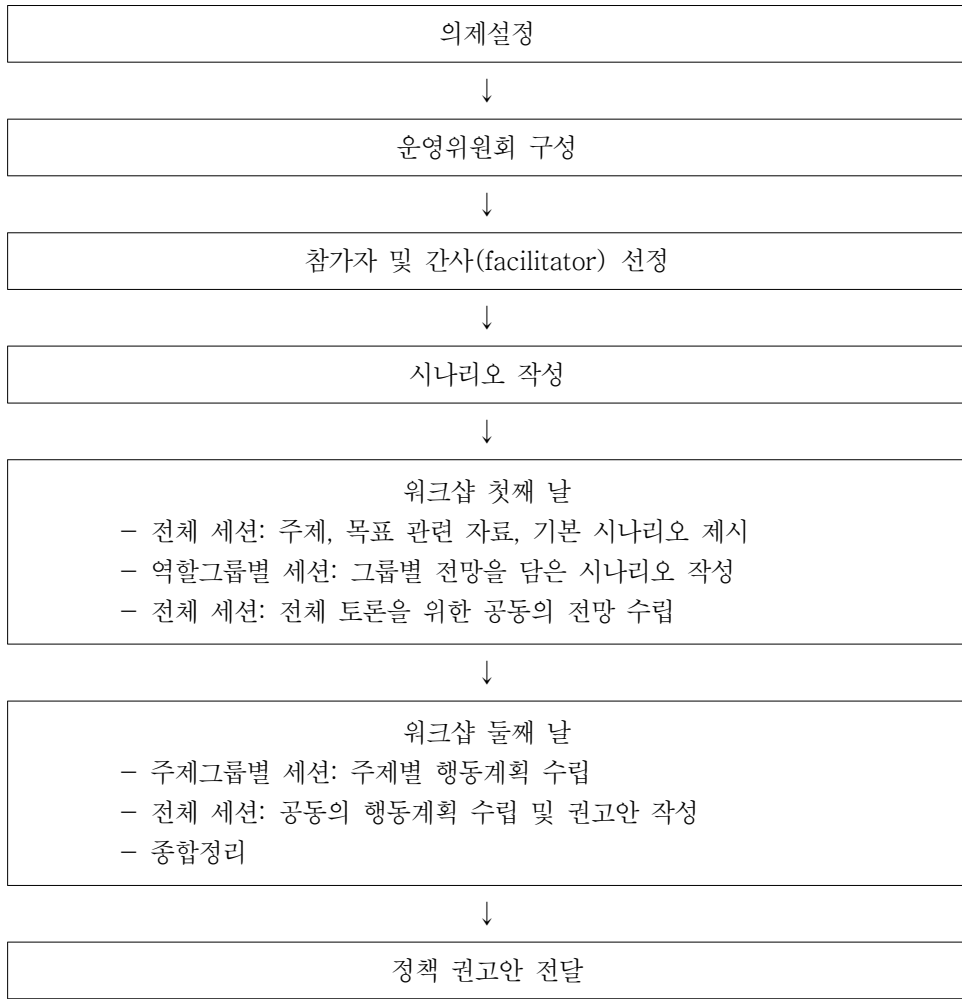 의제설정
↓
운영위원회 구성
↓
참가자 및 간사(facilitator) 선정
↓
시나리오 작성
↓
워크샵 첫째 날
- 전체 세션: 주제, 목표 관련 자료, 기본 시나리오 제시
- 역할그룹별 세션: 그룹별 전망을 담은 시나리오 작성
- 전체 세션: 전체 토론을 위한 공동의 전망 수립
↓
워크샵 둘째 날
- 주제그룹별 세션: 주제별 행동계획 수립
- 전체 세션: 공동의 행동계획 수립 및 권고안 작성
- 종합정리
↓
정책 권고안 전달